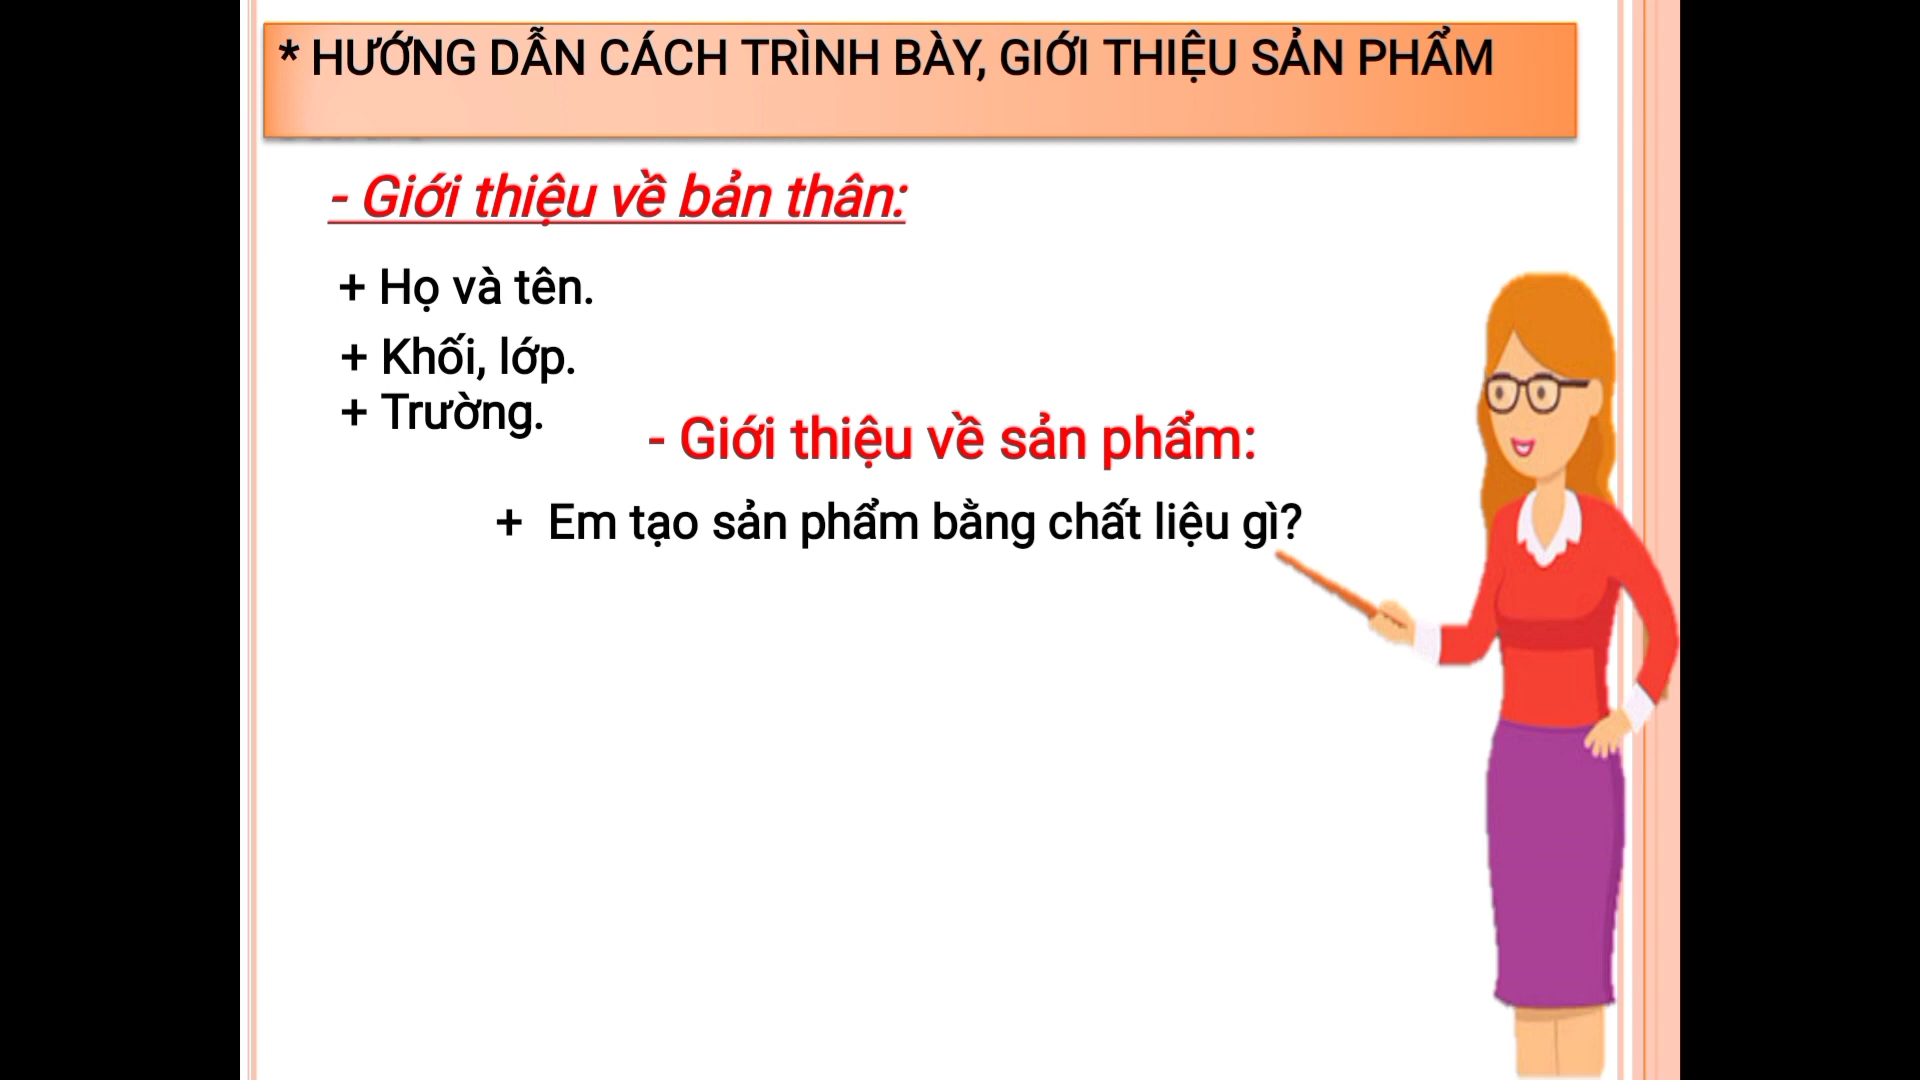 * HƯỚNG DẪN CÁCH TRÌNH BÀY, GIỚI THIỆU SẢN PHẨM
- Giới thiệu về bản thân:
+ Họ và tên.
+ Khối, lớp.
+ Trường.
- Giới thiệu về sản phẩm:
+ Em tạo sản phẩm bằng chất liệu gì?